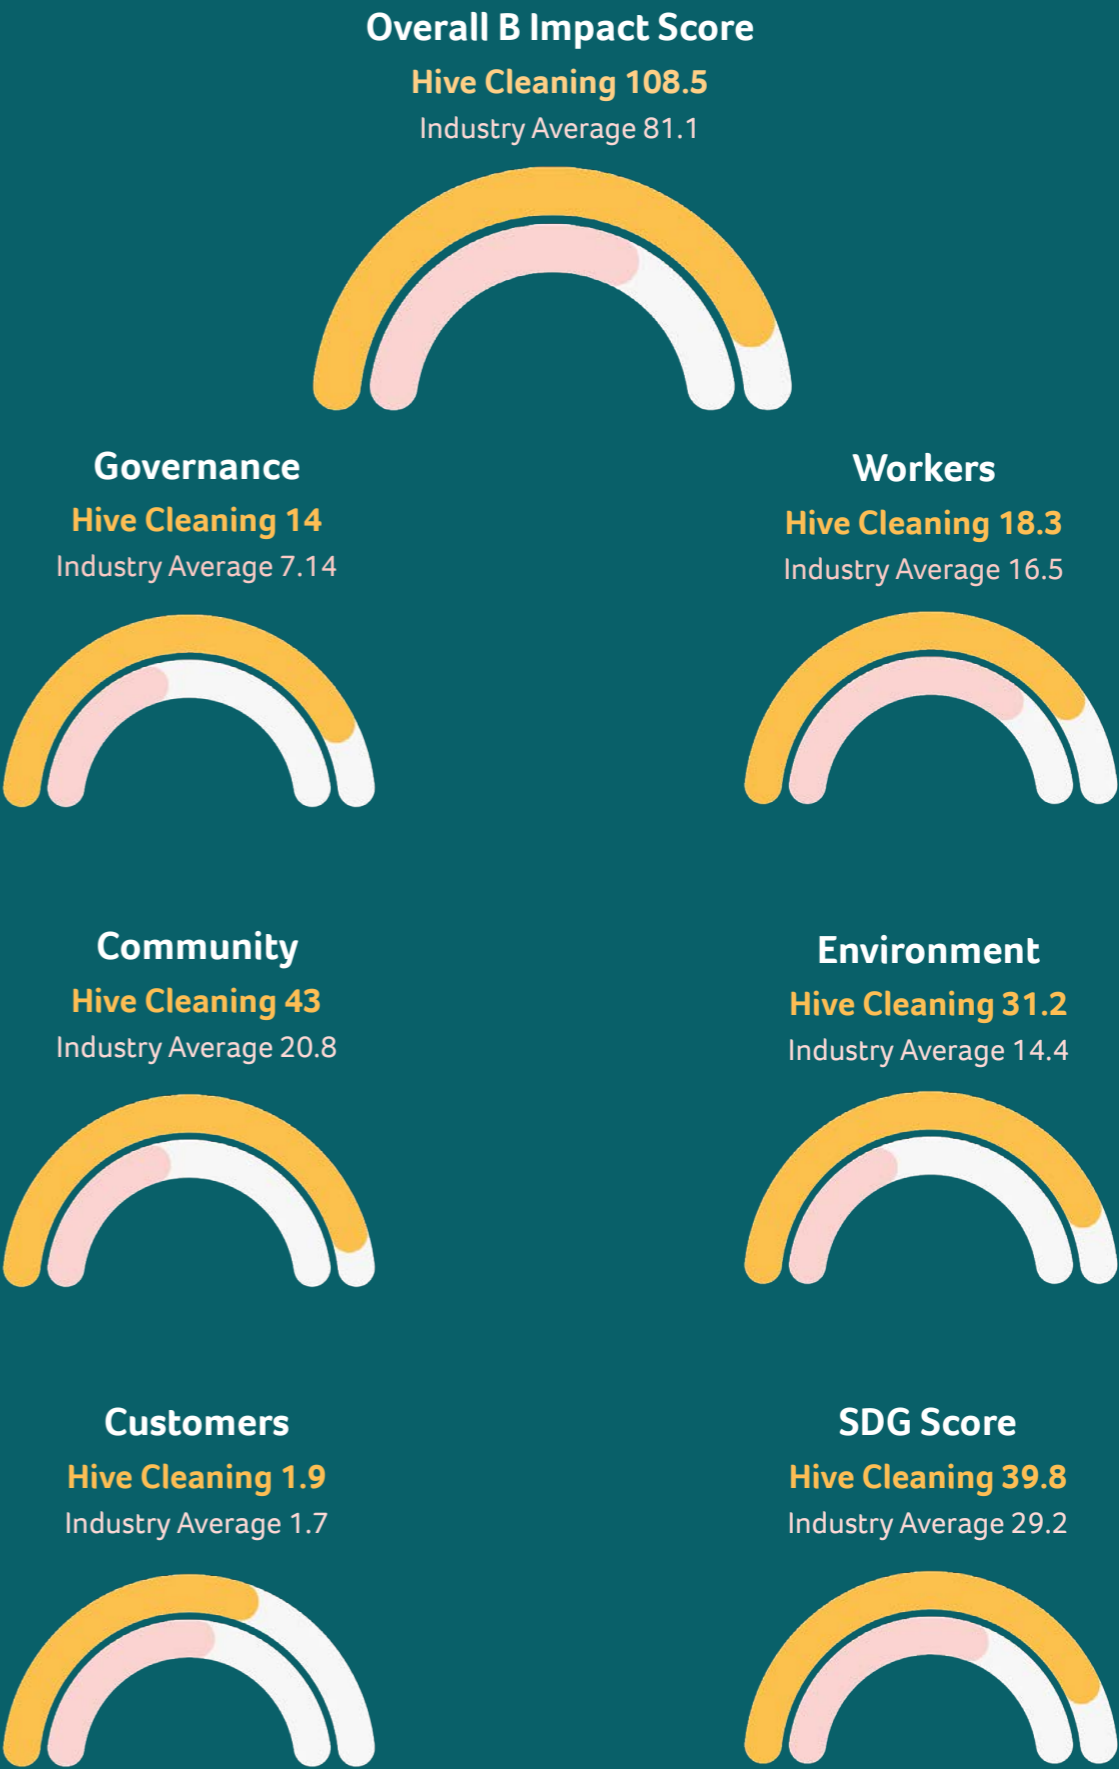 Overall B Impact Score
Hive Cleaning 108.5
Industry Average 81.1
Governance
Hive Cleaning 14
Industry Average 7.14
Workers
Hive Cleaning 18.3
Industry Average 16.5
Community
Hive Cleaning 43
Industry Average 20.8
Environment
Hive Cleaning 31.2
Industry Average 14.4
Customers
Hive Cleaning 1.9
Industry Average 1.7
SDG Score
Hive Cleaning 39.8
Industry Average 29.2